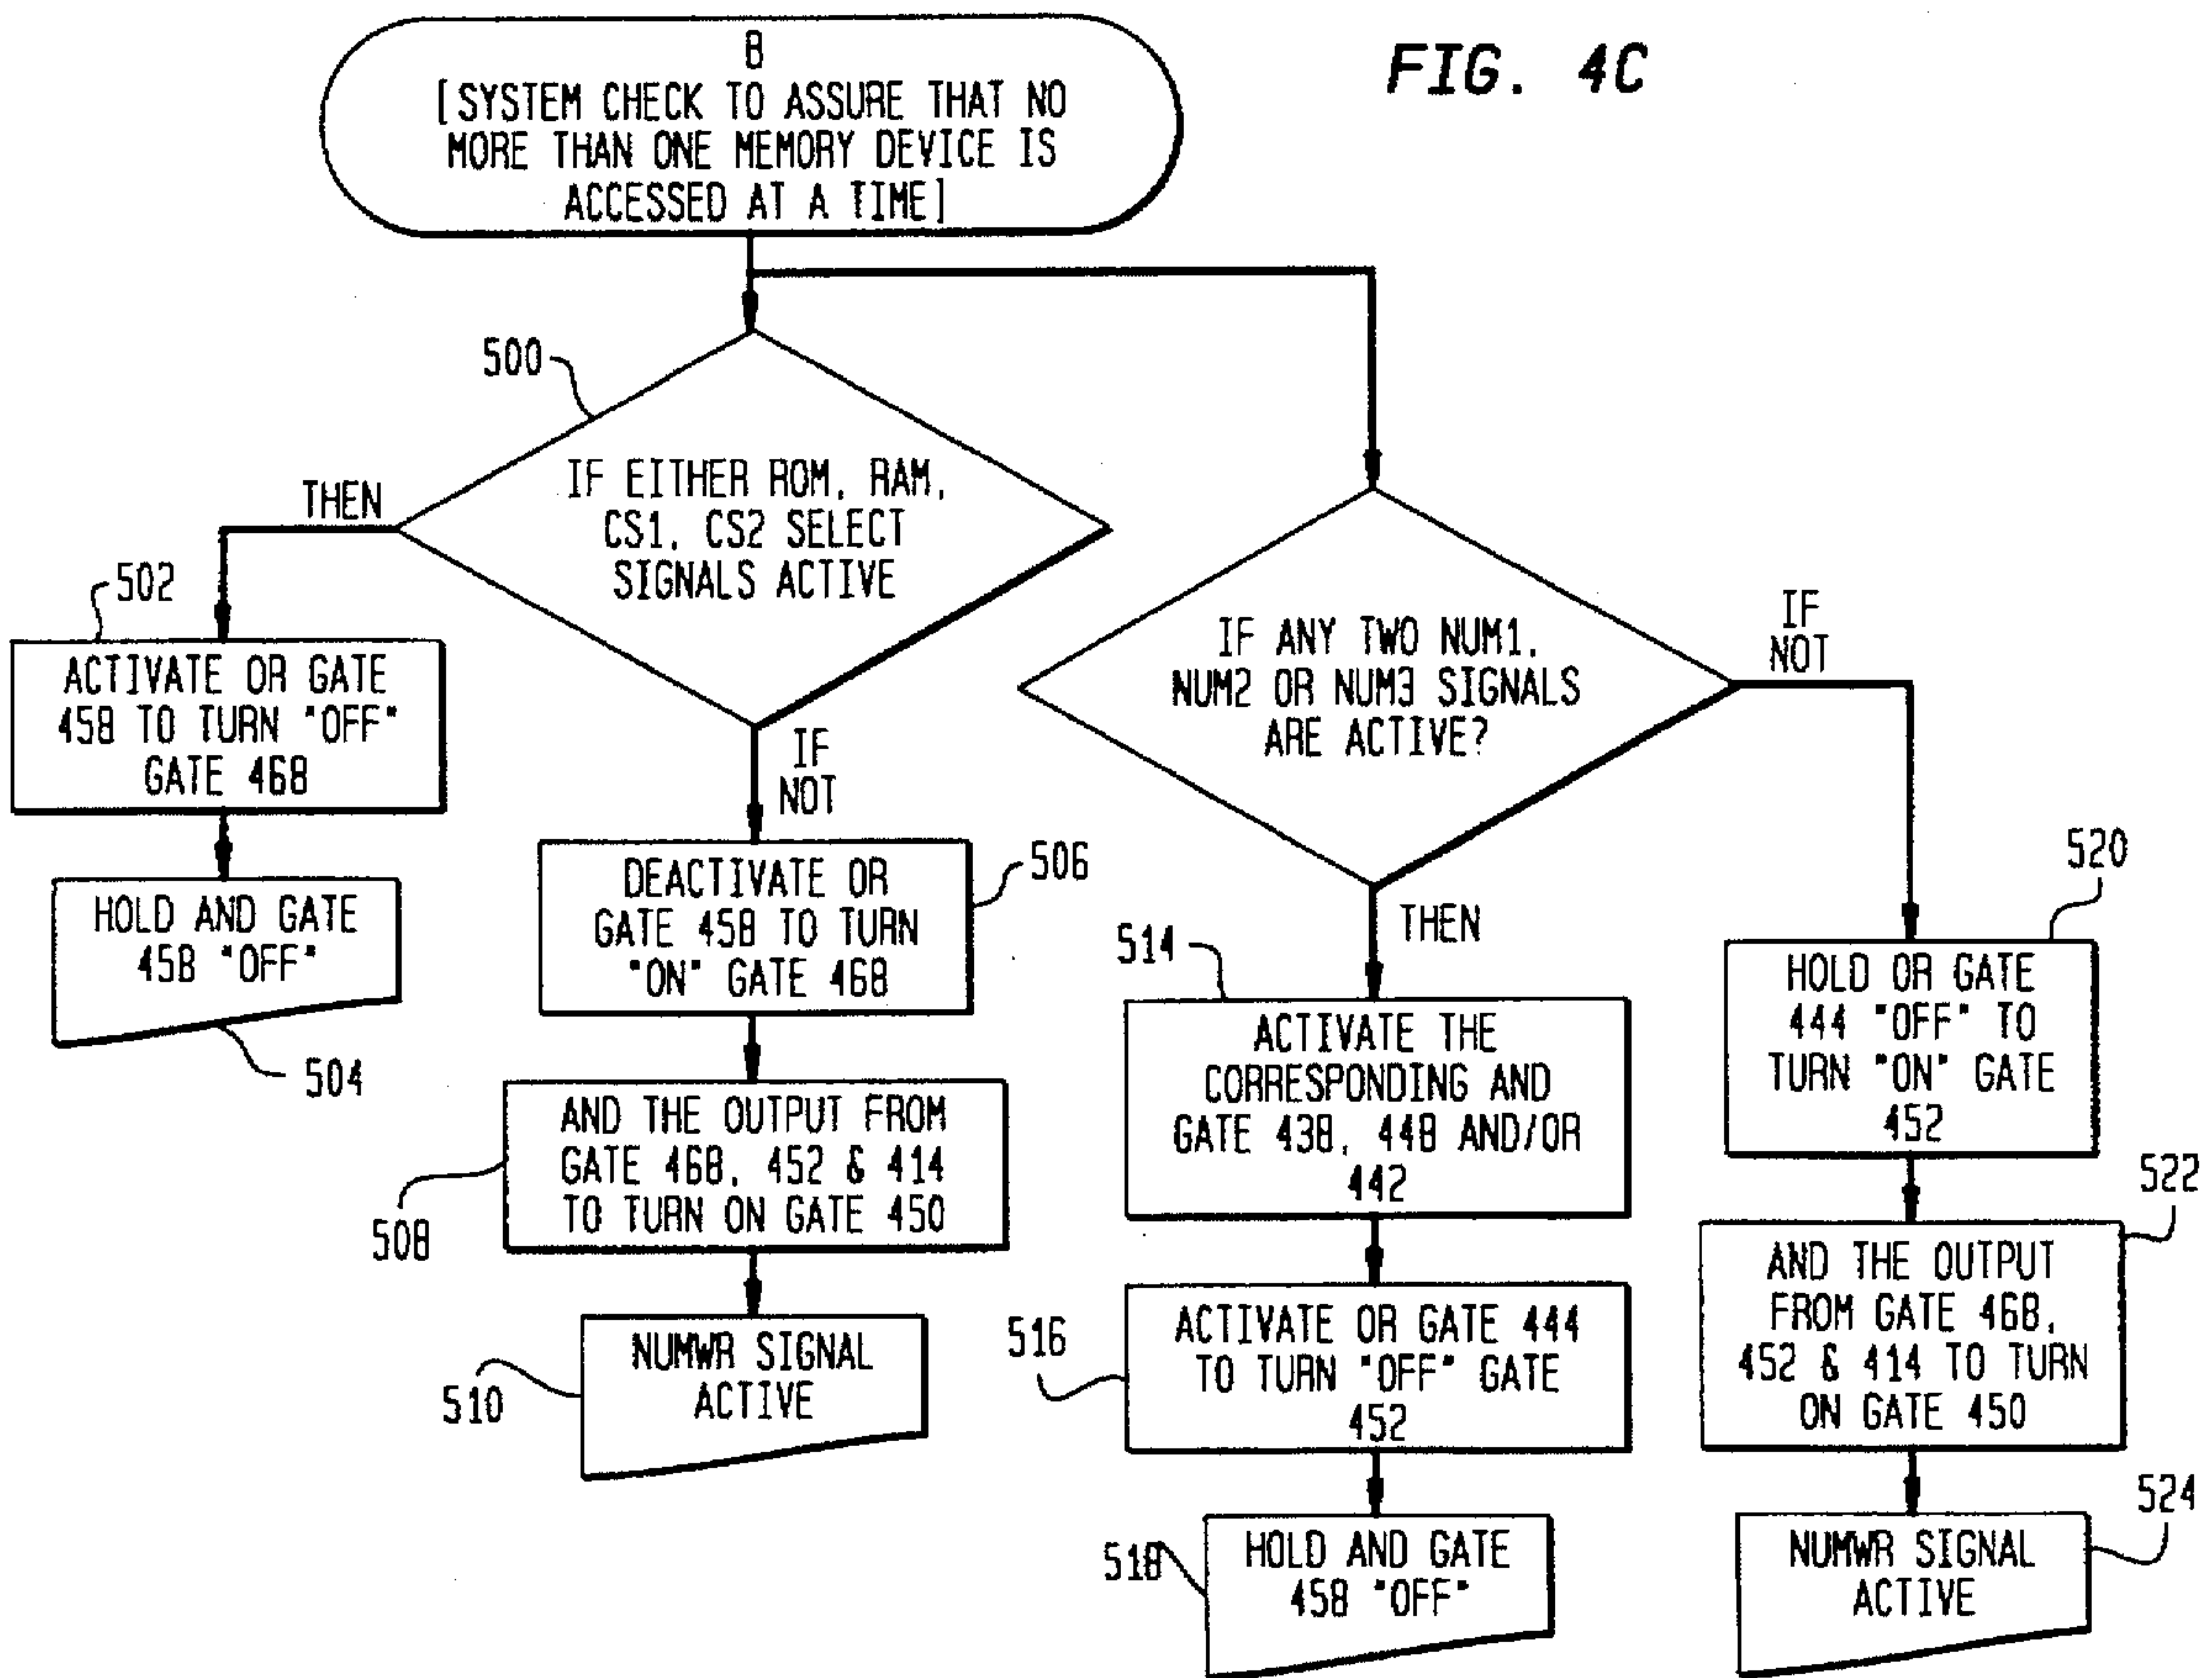 FIG. 4C
B
[SYSTEM CHECK TO ASSURE THAT NO
MORE THAN ONE MEMORY DEVICE IS
ACCESSED AT A TIME]
500
IF EITHER ROM, RAM,
CS1, CS2 SELECT
SIGNALS ACTIVE
THEN
502
ACTIVATE OR GATE
458 TO TURN "OFF"
GATE 468
HOLD AND GATE
458 "OFF"
504
IF
NOT
506
DEACTIVATE OR
GATE 458 TO TURN
"ON" GATE 468
AND THE OUTPUT FROM
GATE 468, 452 & 414
TO TURN ON GATE 450
508
NUMWR SIGNAL
ACTIVE
510
IF ANY TWO NUM1,
NUM2 OR NUM3 SIGNALS
ARE ACTIVE?
THEN
514
ACTIVATE THE
CORRESPONDING AND
GATE 438, 448 AND/OR
442
516
ACTIVATE OR GATE 444
TO TURN "OFF" GATE
452
518
HOLD AND GATE
458 "OFF"
IF
NOT
520
HOLD OR GATE
444 "OFF" TO
TURN "ON" GATE
452
522
AND THE OUTPUT
FROM GATE 468,
452 & 414 TO TURN
ON GATE 450
524
NUMWR SIGNAL
ACTIVE